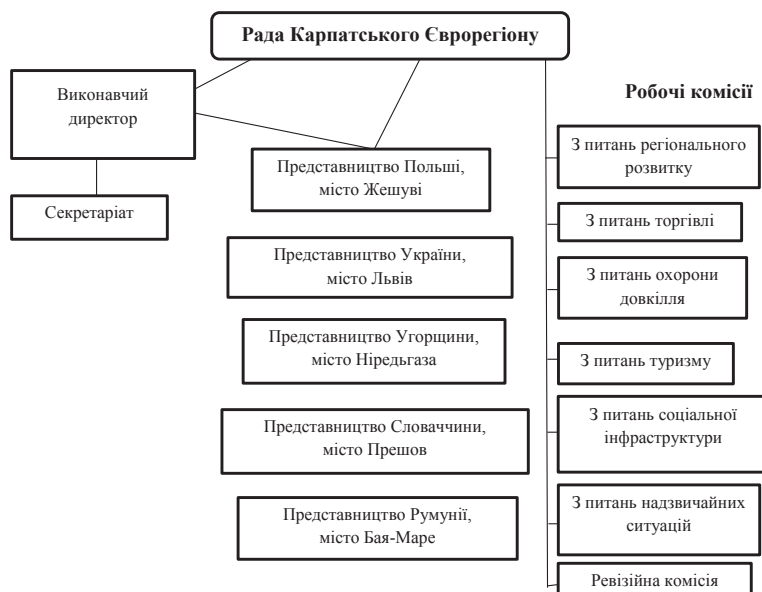 Рада Карпатського Єврорегіону
Виконавчий
директор
Секретаріат
Представництво Польші,
місто Жешуві
Представництво України,
місто Львів
Представництво Угорщини,
місто Ніредьгаза
Представництво Словаччини,
місто Прешов
Представництво Румунії,
місто Бая-Маре
Робочі комісії
З питань регіонального
розвитку
З питань торгівлі
З питань охорони
довкілля
З питань туризму
З питань соціальної
інфраструктури
З питань надзвичайних
ситуацій
Ревізійна комісія